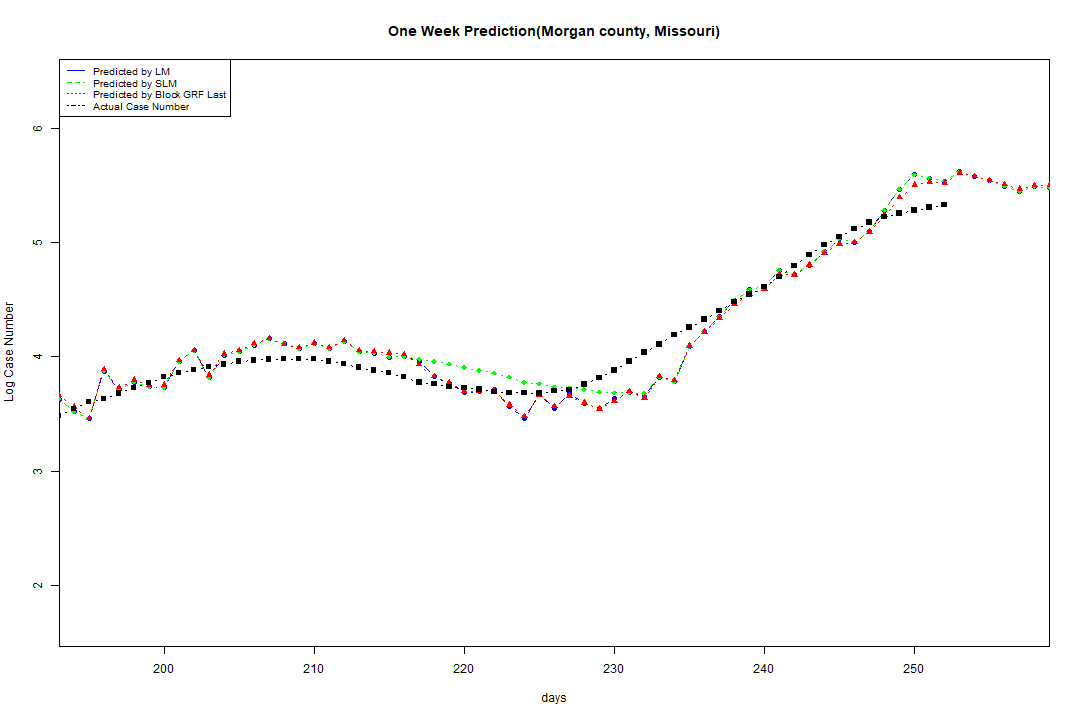 One Week Prediction(Morgan county, Missouri)
Predicted by LM
Predicted by SLM
Predicted by Block GRF Last
Actual Case Number
6
5
4
3
2
Log Case Number
200 210 220 230 240 250
days